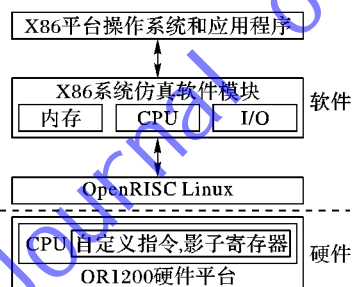 X86平台操作系统和应用程序
X86系统仿真软件模块
内存 CPU I/O
软件
OpenRISC Linux
CPU 自定义指令,影子寄存器
硬件
OR1200硬件平台
Journal of